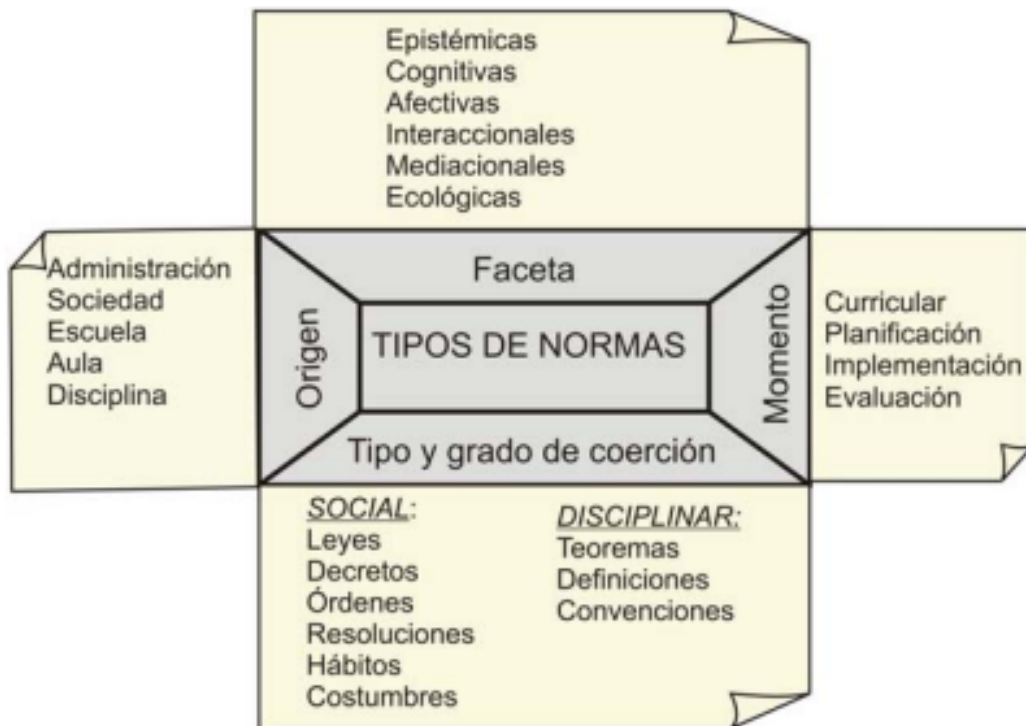 Epistémicas
Cognitivas
Afectivas
Interaccionales
Mediacionales
Ecológicas
Administración
Sociedad
Escuela
Aula
Disciplina
Origen
Faceta
TIPOS DE NORMAS
Momento
Curricular
Planificación
Implementación
Evaluación
Tipo y grado de coerción
SOCIAL:
Leyes
Decretos
Órdenes
Resoluciones
Hábitos
Costumbres
DISCIPLINAR:
Teoremas
Definiciones
Convenciones